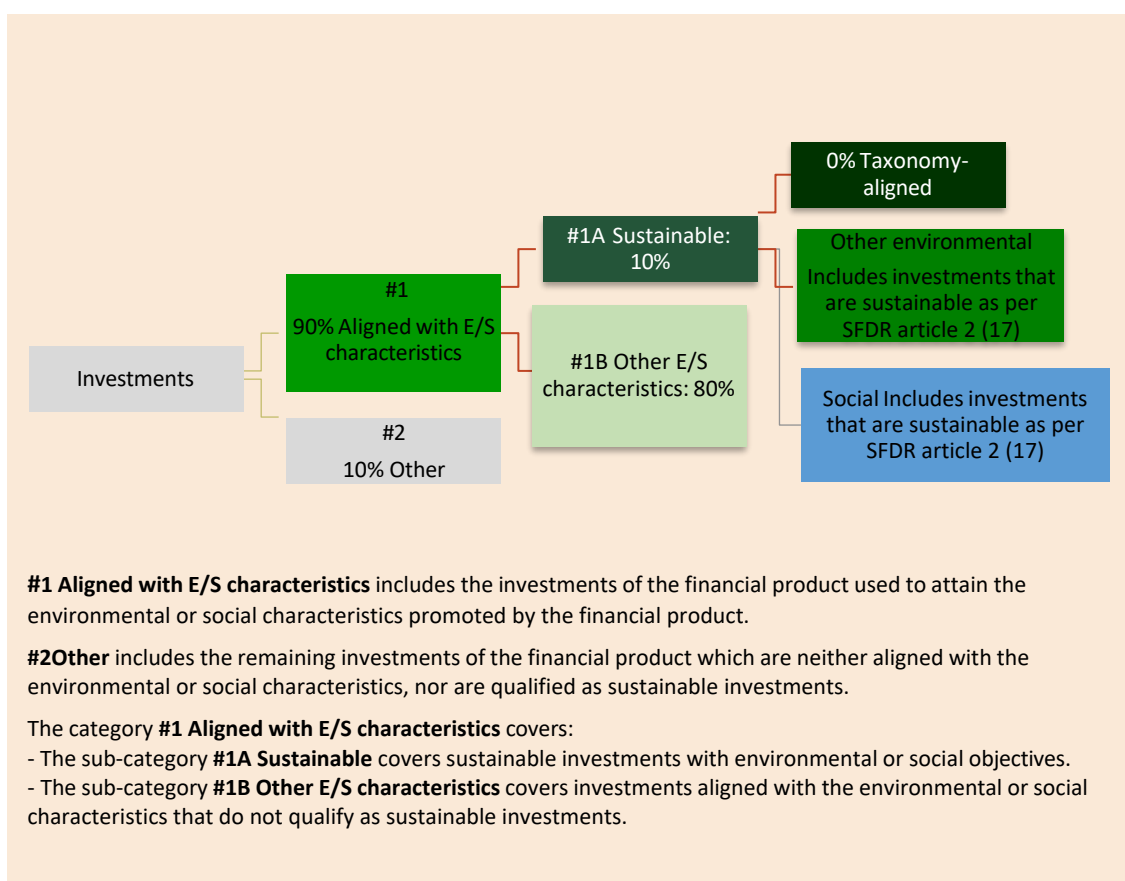 0% Taxonomy-
aligned
#1A Sustainable:
10%
Other environmental
Includes investments that
are sustainable as per
SFDR article 2 (17)
#1
90% Aligned with E/S
characteristics
#1B Other E/S
characteristics: 80%
Investments
Social Includes investments
that are sustainable as per
SFDR article 2 (17)
#2
10% Other
#1 Aligned with E/S characteristics includes the investments of the financial product used to attain the
environmental or social characteristics promoted by the financial product.
#2Other includes the remaining investments of the financial product which are neither aligned with the
environmental or social characteristics, nor are qualified as sustainable investments.
The category #1 Aligned with E/S characteristics covers:
- The sub-category #1A Sustainable covers sustainable investments with environmental or social objectives.
- The sub-category #1B Other E/S characteristics covers investments aligned with the environmental or social
characteristics that do not qualify as sustainable investments.